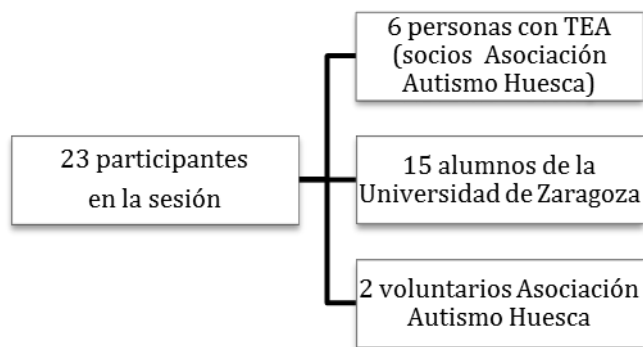 6 personas con TEA
(socios Asociación
Autismo Huesca)
23 participantes
en la sesión
15 alumnos de la
Universidad de Zaragoza
2 voluntarios Asociación
Autismo Huesca